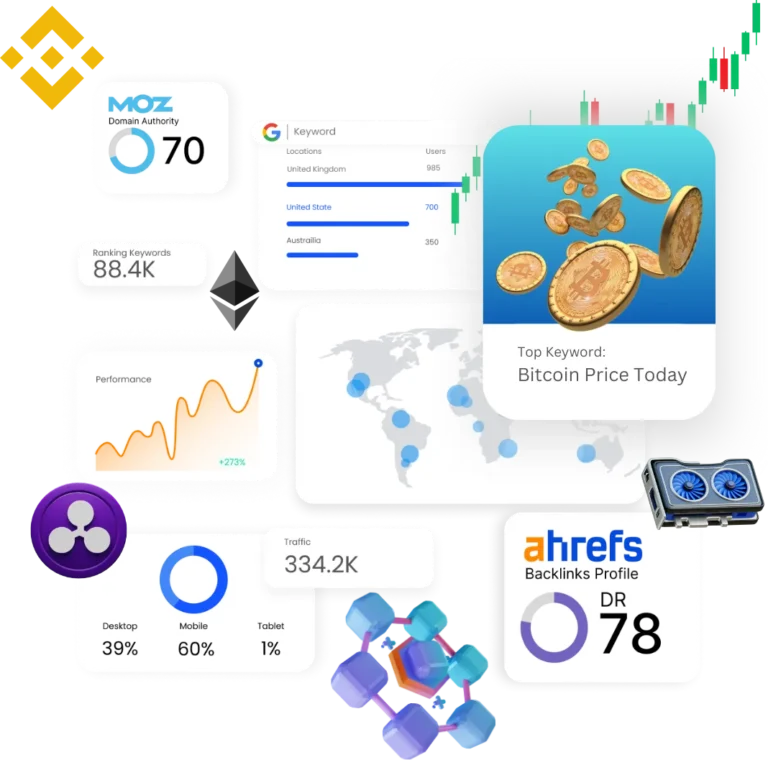 MOZ
Domain Authority
70
Keyword
Locations Users
United Kingdom 985
United State 700
Austrailia 350
Ranking Keywords
88.4K
Top Keyword:
Bitcoin Price Today
Performance
+273%
Traffic
334.2K
Desktop Mobile Tablet
39% 60% 1%
ahrefs
Backlinks Profile
DR
78